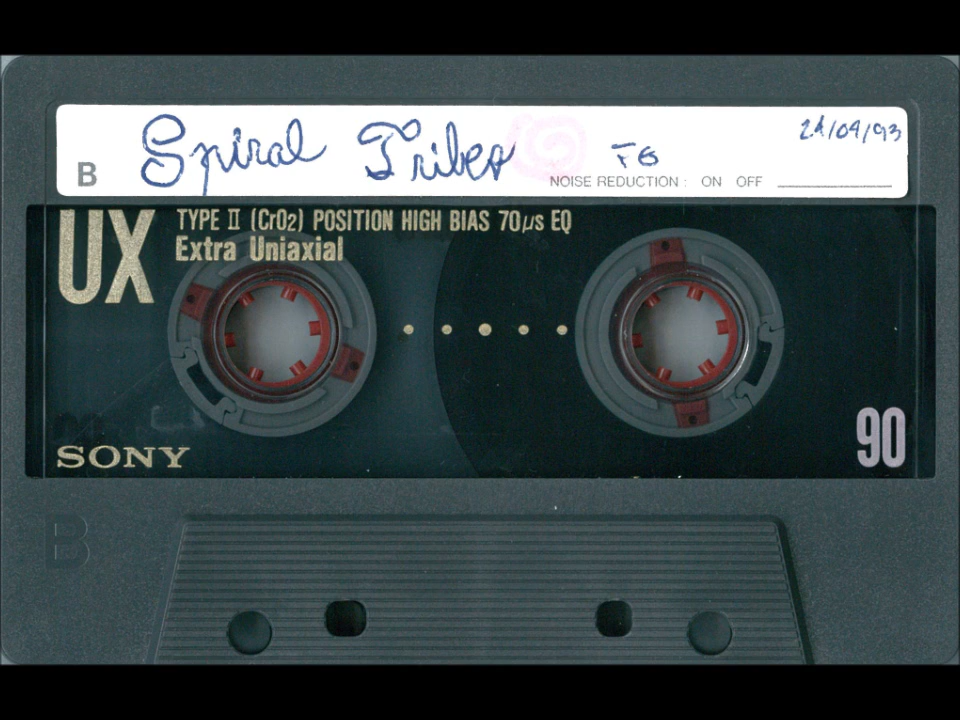 Spiral Tribes FG 24/04/93
B NOISE REDUCTION : ON OFF
UX TYPE II (CrO2) POSITION HIGH BIAS 70µs EQ
Extra Uniaxial
SONY 90
B